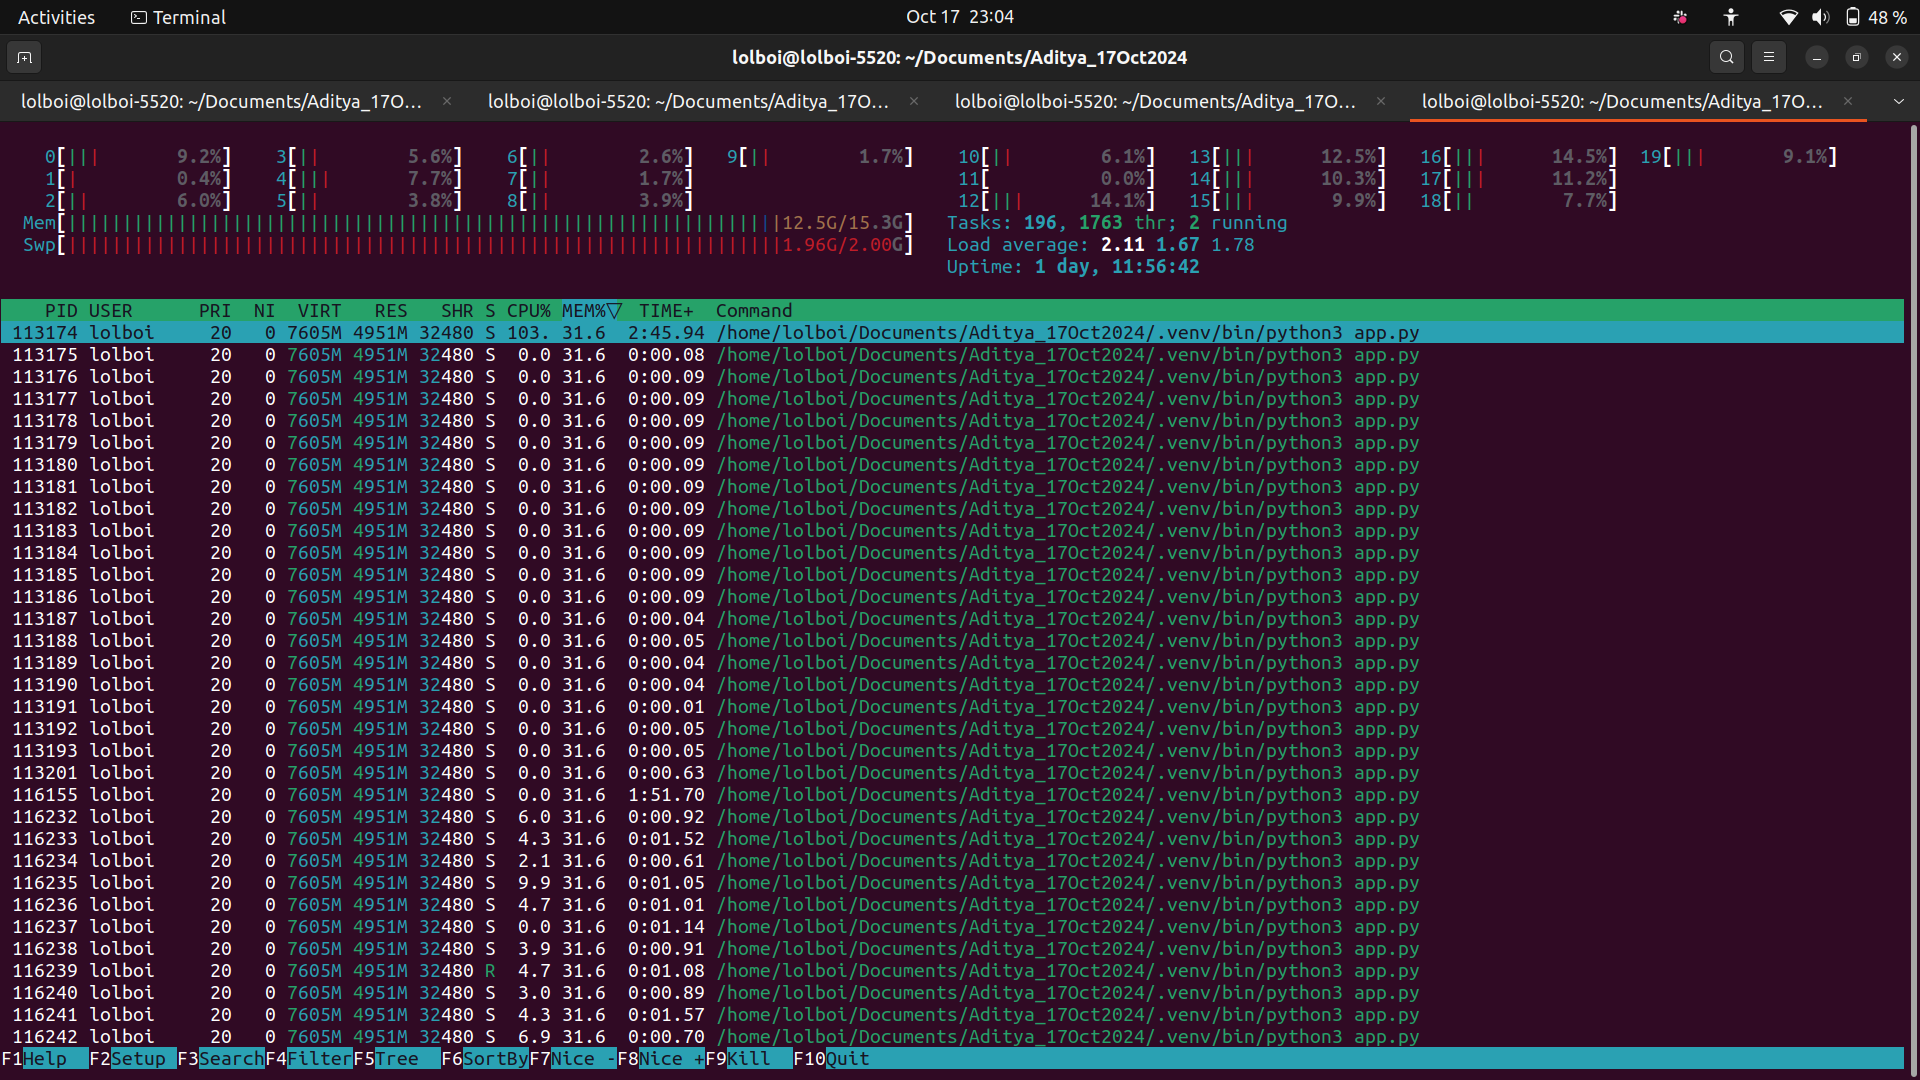 Activities Terminal Oct 17 23:04 48 %
lolboi@lolboi-5520: ~/Documents/Aditya_17Oct2024
lolboi@lolboi-5520: ~/Documents/Aditya_17O... × lolboi@lolboi-5520: ~/Documents/Aditya_17O... × lolboi@lolboi-5520: ~/Documents/Aditya_17O... × lolboi@lolboi-5520: ~/Documents/Aditya_17O... ×
0[||| 9.2%] 3[|| 5.6%] 6[|| 2.6%] 9[|| 1.7%] 10[|| 6.1%] 13[||| 12.5%] 16[||| 14.5%] 19[||| 9.1%]
1[| 0.4%] 4[||| 7.7%] 7[|| 1.7%] 11[ 0.0%] 14[||| 10.3%] 17[||| 11.2%]
2[|| 6.0%] 5[|| 3.8%] 8[|| 3.9%] 12[||| 14.1%] 15[||| 9.9%] 18[|| 7.7%]
Mem[|||||||||||||||||||||||||||||||||||||||||||||||||||||||||||||||||12.5G/15.3G] Tasks: 196, 1763 thr; 2 running
Swp[|||||||||||||||||||||||||||||||||||||||||||||||||||||||||||||||||1.96G/2.00G] Load average: 2.11 1.67 1.78
Uptime: 1 day, 11:56:42
PID USER PRI NI VIRT RES SHR S CPU% MEM%▽ TIME+ Command
113174 lolboi 20 0 7605M 4951M 32480 S 103. 31.6 2:45.94 /home/lolboi/Documents/Aditya_17Oct2024/.venv/bin/python3 app.py
113175 lolboi 20 0 7605M 4951M 32480 S 0.0 31.6 0:00.08 /home/lolboi/Documents/Aditya_17Oct2024/.venv/bin/python3 app.py
113176 lolboi 20 0 7605M 4951M 32480 S 0.0 31.6 0:00.09 /home/lolboi/Documents/Aditya_17Oct2024/.venv/bin/python3 app.py
113177 lolboi 20 0 7605M 4951M 32480 S 0.0 31.6 0:00.09 /home/lolboi/Documents/Aditya_17Oct2024/.venv/bin/python3 app.py
113178 lolboi 20 0 7605M 4951M 32480 S 0.0 31.6 0:00.09 /home/lolboi/Documents/Aditya_17Oct2024/.venv/bin/python3 app.py
113179 lolboi 20 0 7605M 4951M 32480 S 0.0 31.6 0:00.09 /home/lolboi/Documents/Aditya_17Oct2024/.venv/bin/python3 app.py
113180 lolboi 20 0 7605M 4951M 32480 S 0.0 31.6 0:00.09 /home/lolboi/Documents/Aditya_17Oct2024/.venv/bin/python3 app.py
113181 lolboi 20 0 7605M 4951M 32480 S 0.0 31.6 0:00.09 /home/lolboi/Documents/Aditya_17Oct2024/.venv/bin/python3 app.py
113182 lolboi 20 0 7605M 4951M 32480 S 0.0 31.6 0:00.09 /home/lolboi/Documents/Aditya_17Oct2024/.venv/bin/python3 app.py
113183 lolboi 20 0 7605M 4951M 32480 S 0.0 31.6 0:00.09 /home/lolboi/Documents/Aditya_17Oct2024/.venv/bin/python3 app.py
113184 lolboi 20 0 7605M 4951M 32480 S 0.0 31.6 0:00.09 /home/lolboi/Documents/Aditya_17Oct2024/.venv/bin/python3 app.py
113185 lolboi 20 0 7605M 4951M 32480 S 0.0 31.6 0:00.09 /home/lolboi/Documents/Aditya_17Oct2024/.venv/bin/python3 app.py
113186 lolboi 20 0 7605M 4951M 32480 S 0.0 31.6 0:00.09 /home/lolboi/Documents/Aditya_17Oct2024/.venv/bin/python3 app.py
113187 lolboi 20 0 7605M 4951M 32480 S 0.0 31.6 0:00.04 /home/lolboi/Documents/Aditya_17Oct2024/.venv/bin/python3 app.py
113188 lolboi 20 0 7605M 4951M 32480 S 0.0 31.6 0:00.05 /home/lolboi/Documents/Aditya_17Oct2024/.venv/bin/python3 app.py
113189 lolboi 20 0 7605M 4951M 32480 S 0.0 31.6 0:00.04 /home/lolboi/Documents/Aditya_17Oct2024/.venv/bin/python3 app.py
113190 lolboi 20 0 7605M 4951M 32480 S 0.0 31.6 0:00.04 /home/lolboi/Documents/Aditya_17Oct2024/.venv/bin/python3 app.py
113191 lolboi 20 0 7605M 4951M 32480 S 0.0 31.6 0:00.01 /home/lolboi/Documents/Aditya_17Oct2024/.venv/bin/python3 app.py
113192 lolboi 20 0 7605M 4951M 32480 S 0.0 31.6 0:00.05 /home/lolboi/Documents/Aditya_17Oct2024/.venv/bin/python3 app.py
113193 lolboi 20 0 7605M 4951M 32480 S 0.0 31.6 0:00.05 /home/lolboi/Documents/Aditya_17Oct2024/.venv/bin/python3 app.py
113201 lolboi 20 0 7605M 4951M 32480 S 0.0 31.6 0:00.63 /home/lolboi/Documents/Aditya_17Oct2024/.venv/bin/python3 app.py
116155 lolboi 20 0 7605M 4951M 32480 S 0.0 31.6 1:51.70 /home/lolboi/Documents/Aditya_17Oct2024/.venv/bin/python3 app.py
116232 lolboi 20 0 7605M 4951M 32480 S 6.0 31.6 0:00.92 /home/lolboi/Documents/Aditya_17Oct2024/.venv/bin/python3 app.py
116233 lolboi 20 0 7605M 4951M 32480 S 4.3 31.6 0:01.52 /home/lolboi/Documents/Aditya_17Oct2024/.venv/bin/python3 app.py
116234 lolboi 20 0 7605M 4951M 32480 S 2.1 31.6 0:00.61 /home/lolboi/Documents/Aditya_17Oct2024/.venv/bin/python3 app.py
116235 lolboi 20 0 7605M 4951M 32480 S 9.9 31.6 0:01.05 /home/lolboi/Documents/Aditya_17Oct2024/.venv/bin/python3 app.py
116236 lolboi 20 0 7605M 4951M 32480 S 4.7 31.6 0:01.01 /home/lolboi/Documents/Aditya_17Oct2024/.venv/bin/python3 app.py
116237 lolboi 20 0 7605M 4951M 32480 S 0.0 31.6 0:01.14 /home/lolboi/Documents/Aditya_17Oct2024/.venv/bin/python3 app.py
116238 lolboi 20 0 7605M 4951M 32480 S 3.9 31.6 0:00.91 /home/lolboi/Documents/Aditya_17Oct2024/.venv/bin/python3 app.py
116239 lolboi 20 0 7605M 4951M 32480 R 4.7 31.6 0:01.08 /home/lolboi/Documents/Aditya_17Oct2024/.venv/bin/python3 app.py
116240 lolboi 20 0 7605M 4951M 32480 S 3.0 31.6 0:00.89 /home/lolboi/Documents/Aditya_17Oct2024/.venv/bin/python3 app.py
116241 lolboi 20 0 7605M 4951M 32480 S 4.3 31.6 0:01.57 /home/lolboi/Documents/Aditya_17Oct2024/.venv/bin/python3 app.py
116242 lolboi 20 0 7605M 4951M 32480 S 6.9 31.6 0:00.70 /home/lolboi/Documents/Aditya_17Oct2024/.venv/bin/python3 app.py
F1Help F2Setup F3SearchF4FilterF5Tree F6SortByF7Nice -F8Nice +F9Kill F10Quit